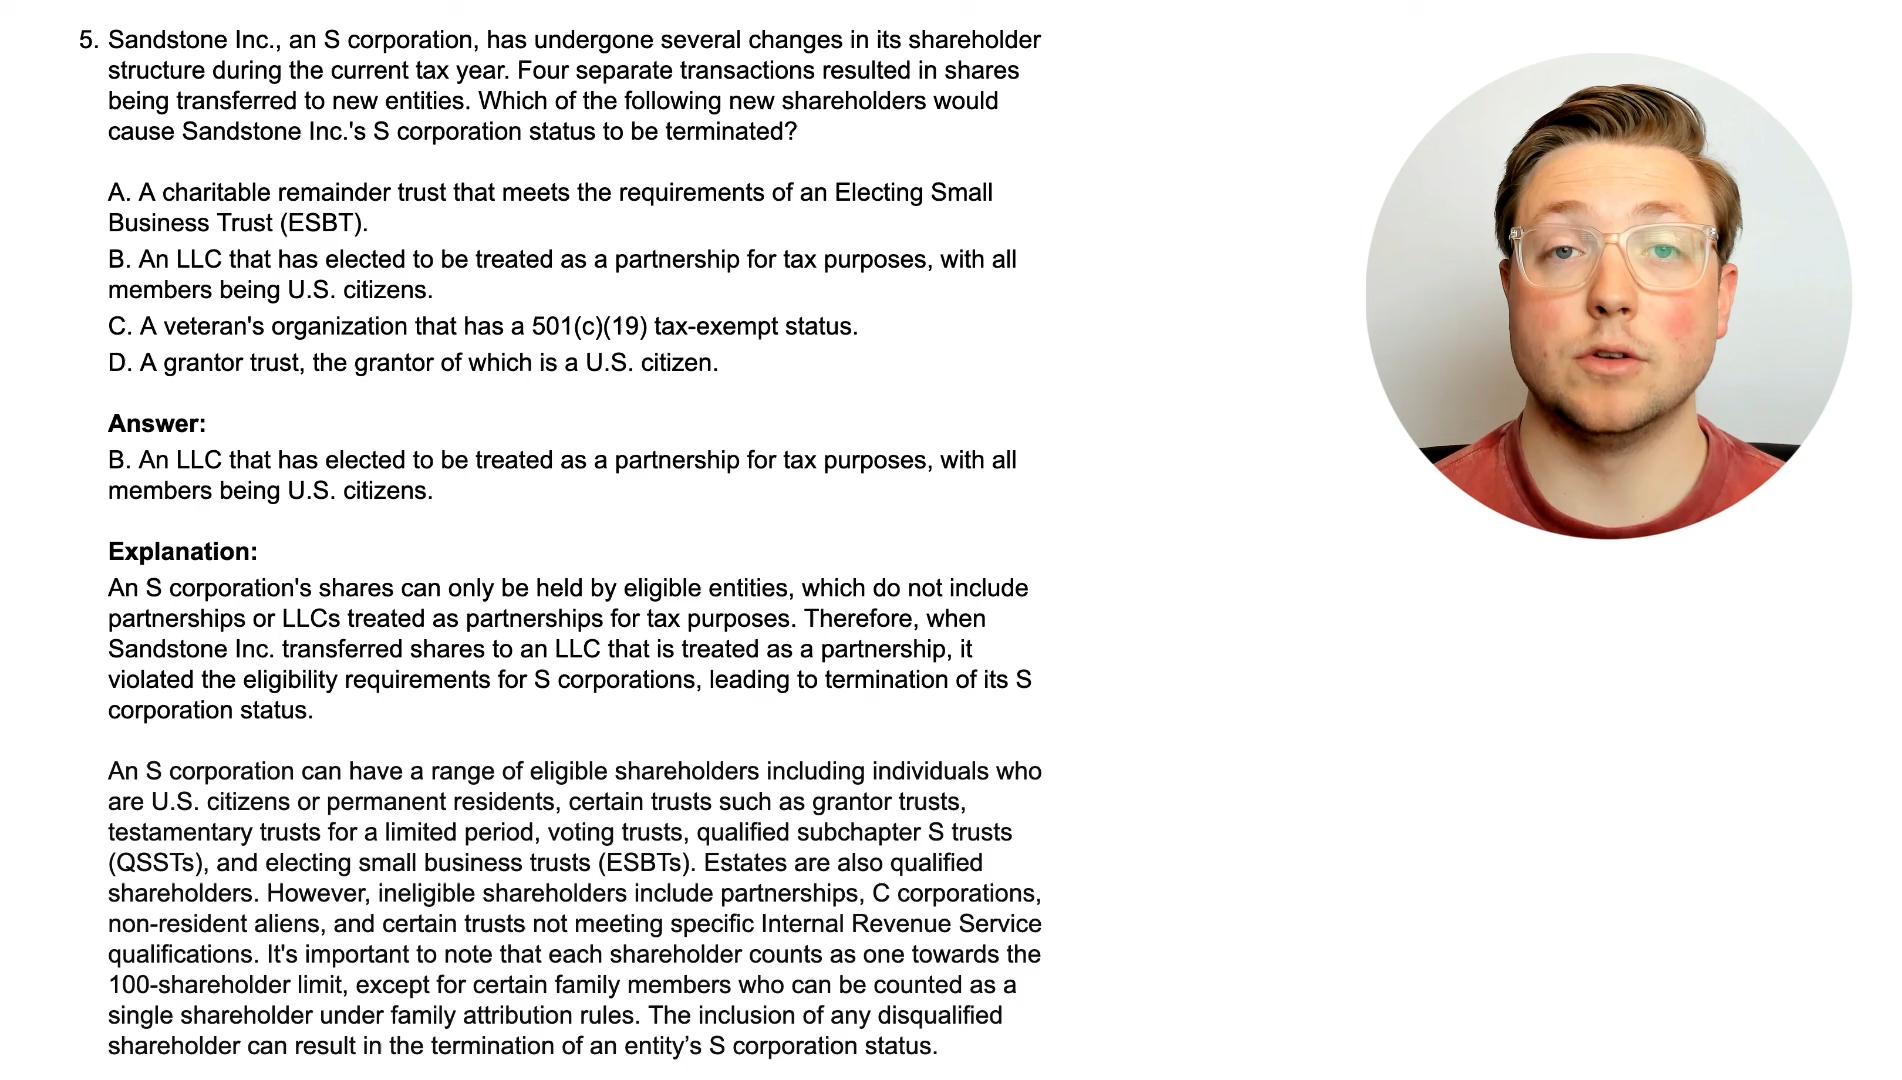 5. Sandstone Inc., an S corporation, has undergone several changes in its shareholder
structure during the current tax year. Four separate transactions resulted in shares
being transferred to new entities. Which of the following new shareholders would
cause Sandstone Inc.'s S corporation status to be terminated?
A. A charitable remainder trust that meets the requirements of an Electing Small
Business Trust (ESBT).
B. An LLC that has elected to be treated as a partnership for tax purposes, with all
members being U.S. citizens.
C. A veteran's organization that has a 501(c)(19) tax-exempt status.
D. A grantor trust, the grantor of which is a U.S. citizen.
Answer:
B. An LLC that has elected to be treated as a partnership for tax purposes, with all
members being U.S. citizens.
Explanation:
An S corporation's shares can only be held by eligible entities, which do not include
partnerships or LLCs treated as partnerships for tax purposes. Therefore, when
Sandstone Inc. transferred shares to an LLC that is treated as a partnership, it
violated the eligibility requirements for S corporations, leading to termination of its S
corporation status.
An S corporation can have a range of eligible shareholders including individuals who
are U.S. citizens or permanent residents, certain trusts such as grantor trusts,
testamentary trusts for a limited period, voting trusts, qualified subchapter S trusts
(QSSTs), and electing small business trusts (ESBTs). Estates are also qualified
shareholders. However, ineligible shareholders include partnerships, C corporations,
non-resident aliens, and certain trusts not meeting specific Internal Revenue Service
qualifications. It's important to note that each shareholder counts as one towards the
100-shareholder limit, except for certain family members who can be counted as a
single shareholder under family attribution rules. The inclusion of any disqualified
shareholder can result in the termination of an entity’s S corporation status.